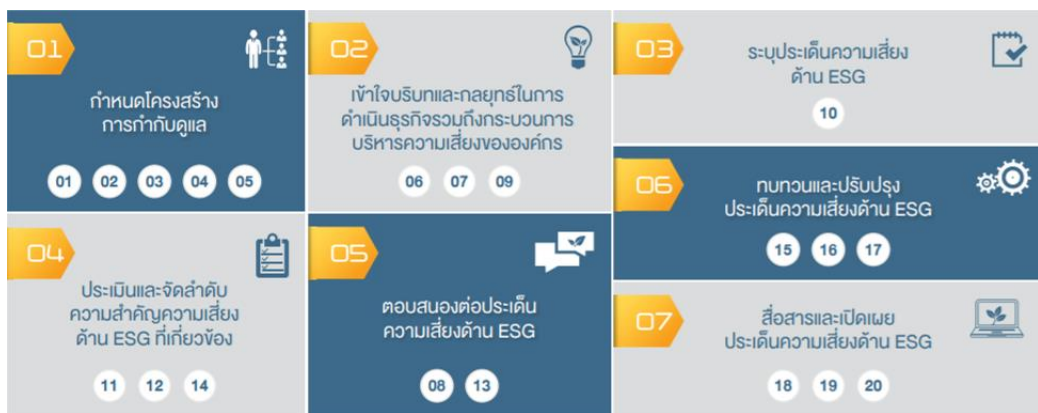 01
กำหนดโครงสร้าง
การกำกับดูแล
01 02 03 04 05
02
เข้าใจบริบทและกลยุทธ์ในการ
ดำเนินธุรกิจรวมถึงกระบวนการ
บริหารความเสี่ยงขององค์กร
06 07 09
03
ระบุประเด็นความเสี่ยง
ด้าน ESG
10
04
ประเมินและจัดลำดับ
ความสำคัญความเสี่ยง
ด้าน ESG ที่เกี่ยวข้อง
11 12 14
05
ตอบสนองต่อประเด็น
ความเสี่ยงด้าน ESG
08 13
06
ทบทวนและปรับปรุง
ประเด็นความเสี่ยงด้าน ESG
15 16 17
07
สื่อสารและเปิดเผย
ประเด็นความเสี่ยงด้าน ESG
18 19 20